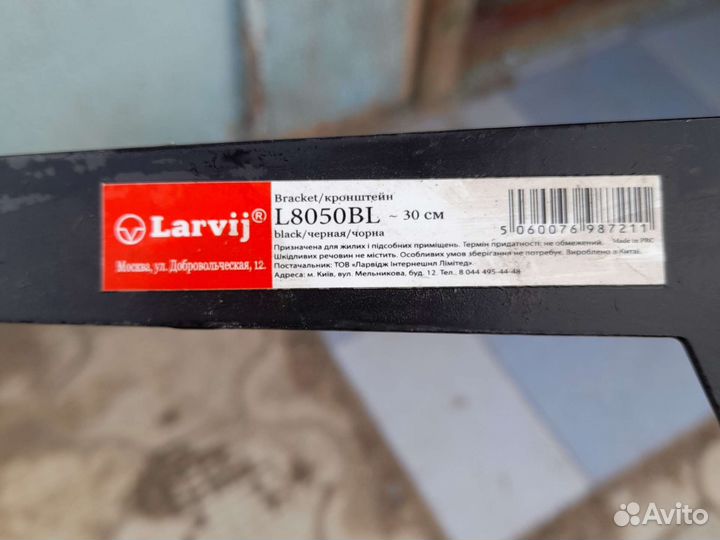 Larvij®
Москва, ул. Добровольческая, 12.
Bracket/кронштейн
L8050BL ~ 30 см
black/черная/чорна
5 060076 987211
Made in PRC
Призначена для жилих і підсобних приміщень. Термін придатності: не обмежений.
Шкідливих речовин не містить. Особливих умов зберігання не потребує. Вироблено в Китаї.
Постачальник: ТОВ «Ларвідж Інтернешнл Лімітед»
Адреса: м. Київ, вул. Мельникова, буд. 12. Тел. 8 044 495-44-48
Avito